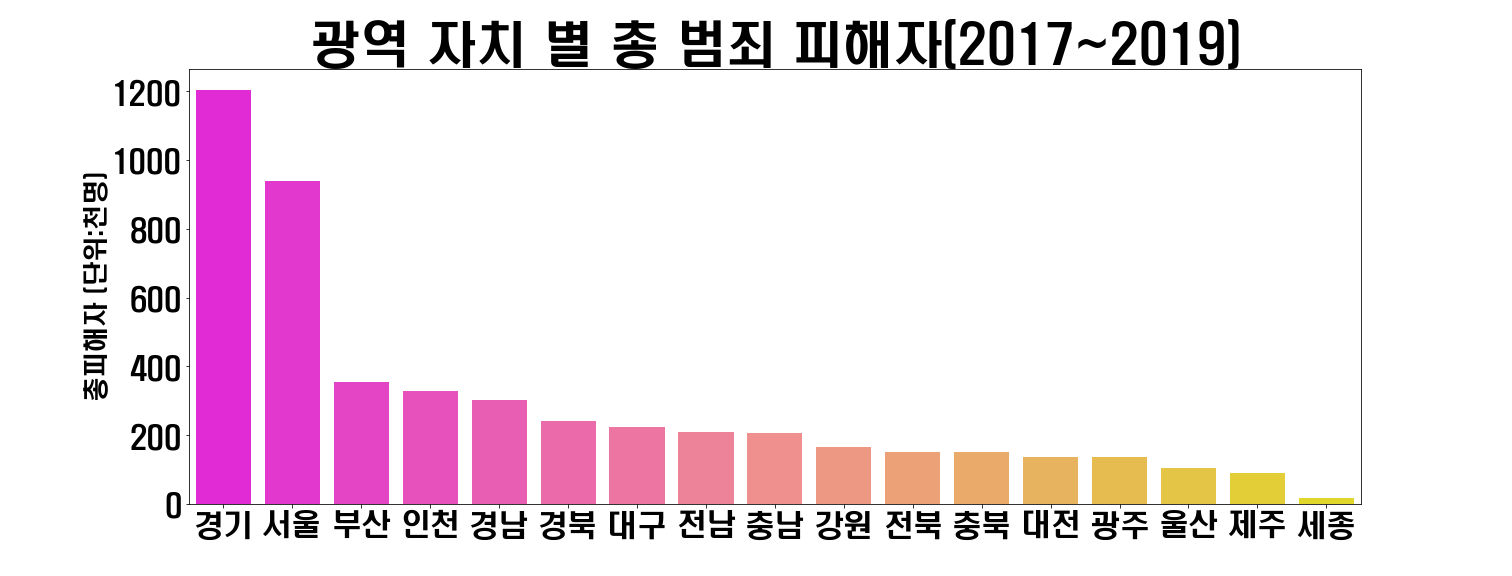 광역 자치 별 총 범죄 피해자(2017~2019)
총피해자 (단위:천명)
1200
1000
800
600
400
200
0
경기 서울 부산 인천 경남 경북 대구 전남 충남 강원 전북 충북 대전 광주 울산 제주 세종